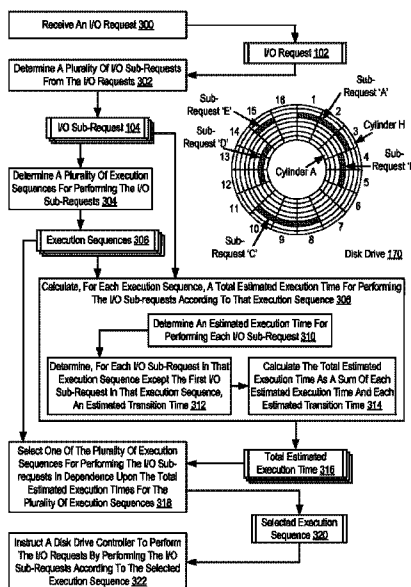 Receive An I/O Request 300
I/O Request 102
Determine A Plurality Of I/O Sub-Requests
From The I/O Requests 302
I/O Sub-Request 104
Determine A Plurality Of Execution
Sequences For Performing The I/O
Sub-Requests 304
Execution Sequences 306
Sub-
Request 'E'
Sub-
Request 'A'
Cylinder H
Sub-
Request 'D'
Cylinder A
Sub-
Request
Sub-
Request 'C'
16
1
2
3
4
5
6
7
8
9
10
11
12
13
14
15
Disk Drive 170
Calculate, For Each Execution Sequence, A Total Estimated Execution Time For Performing
The I/O Sub-requests According To That Execution Sequence 308
Determine An Estimated Execution Time For
Performing Each I/O Sub-Request 310
Determine, For Each I/O Sub-Request In That
Execution Sequence Except The First I/O
Sub-Request In That Execution Sequence,
An Estimated Transition Time 312
Calculate The Total Estimated
Execution Time As A Sum Of Each
Estimated Execution Time And Each
Estimated Transition Time 314
Total Estimated
Execution Time 316
Select One Of The Plurality Of Execution
Sequences For Performing The I/O Sub-
requests In Dependence Upon The Total
Estimated Execution Times For The
Plurality Of Execution Sequences 318
Selected Execution
Sequence 320
Instruct A Disk Drive Controller To Perform
The I/O Requests By Performing The I/O
Sub-Requests According To The Selected
Execution Sequence 322